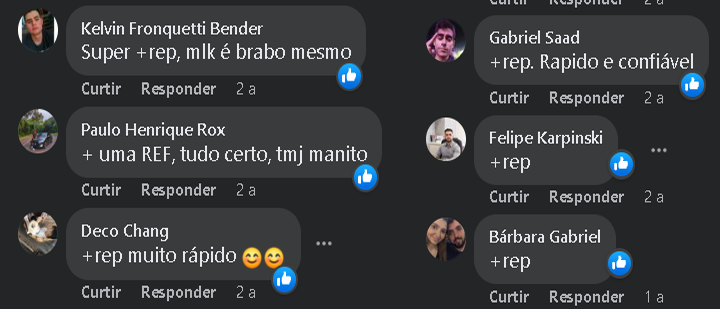 Kelvin Fronquetti Bender
Super +rep, mlk é brabo mesmo
Curtir Responder 2 a
Paulo Henrique Rox
+ uma REF, tudo certo, tmj manito
Curtir Responder 2 a
Deco Chang
+rep muito rápido 😊😊
Curtir Responder 2 a
Curtir Responder 2 a
Gabriel Saad
+rep. Rapido e confiável
Curtir Responder 2 a
Felipe Karpinski
+rep
Curtir Responder 2 a
Bárbara Gabriel
+rep
Curtir Responder 1 a